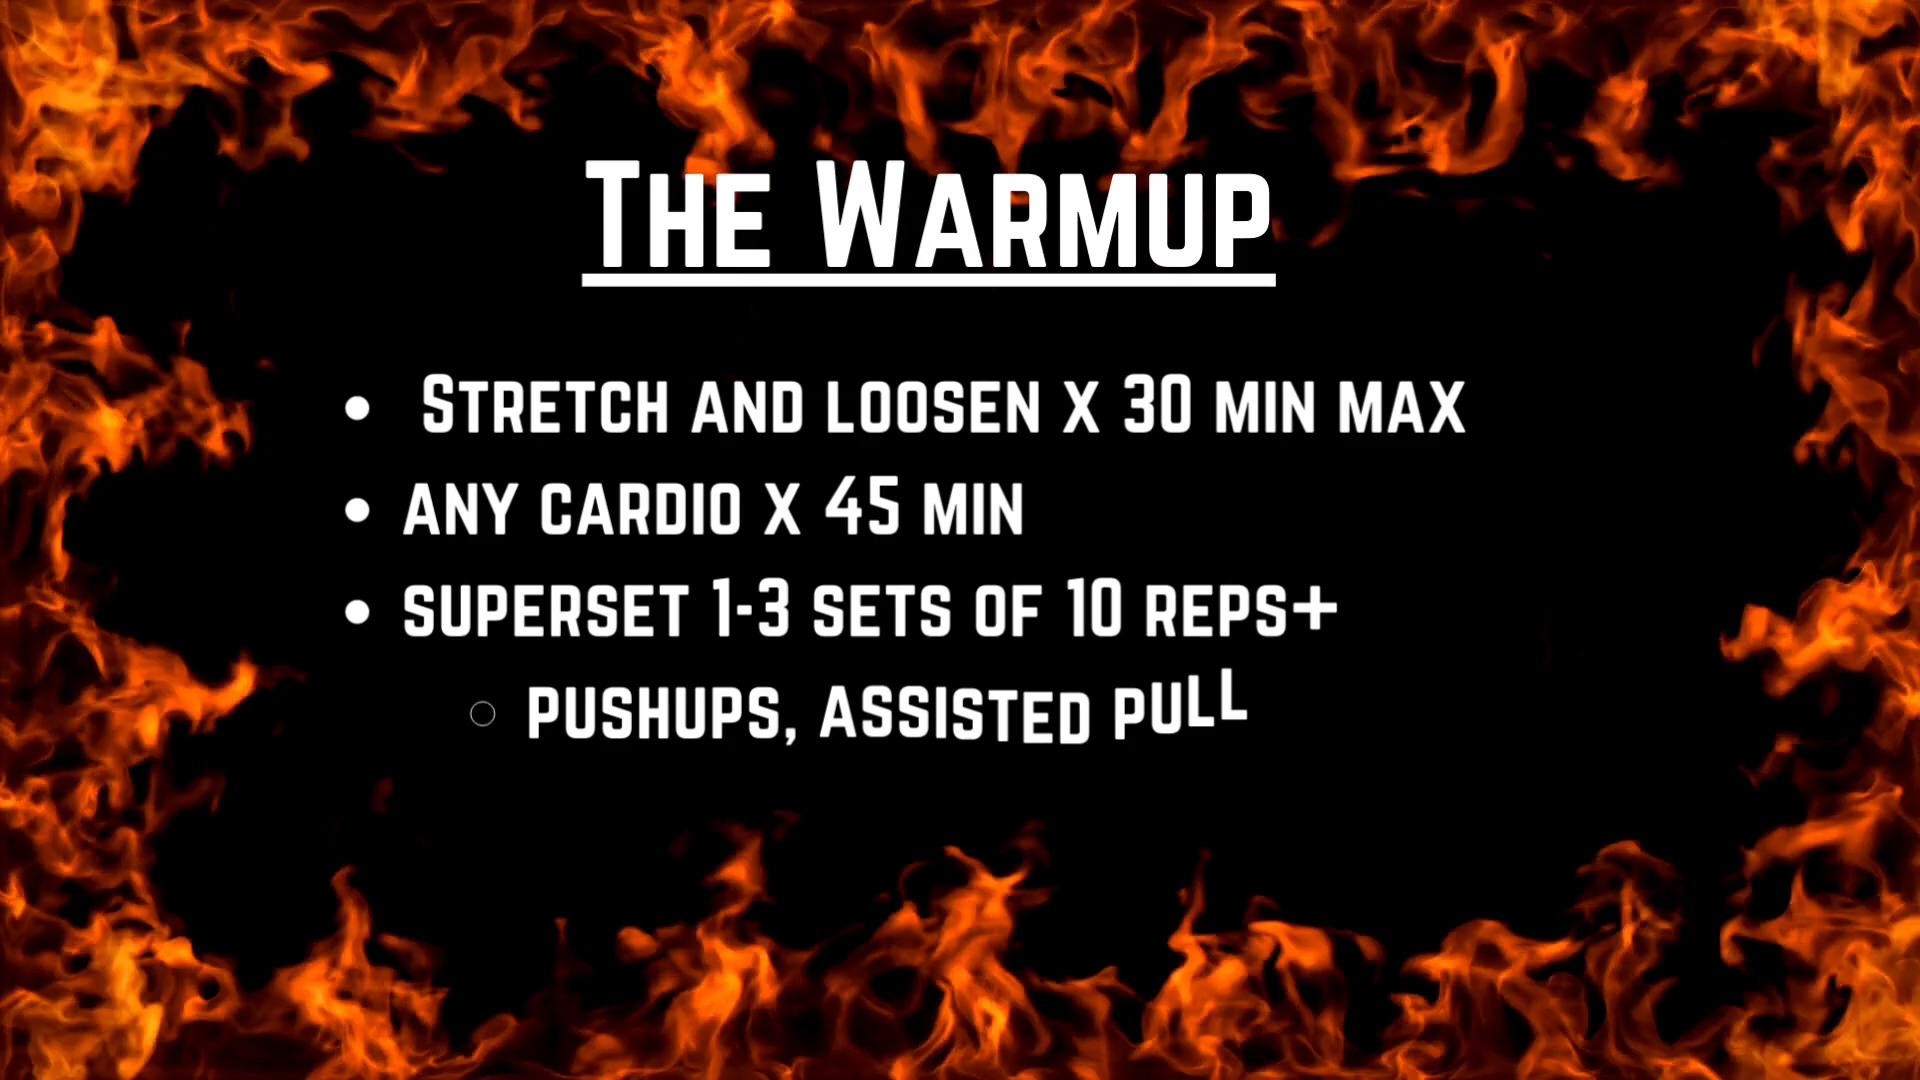 The Warmup
Stretch and loosen x 30 min max
any cardio x 45 min
superset 1-3 sets of 10 reps+
pushups, assisted pull